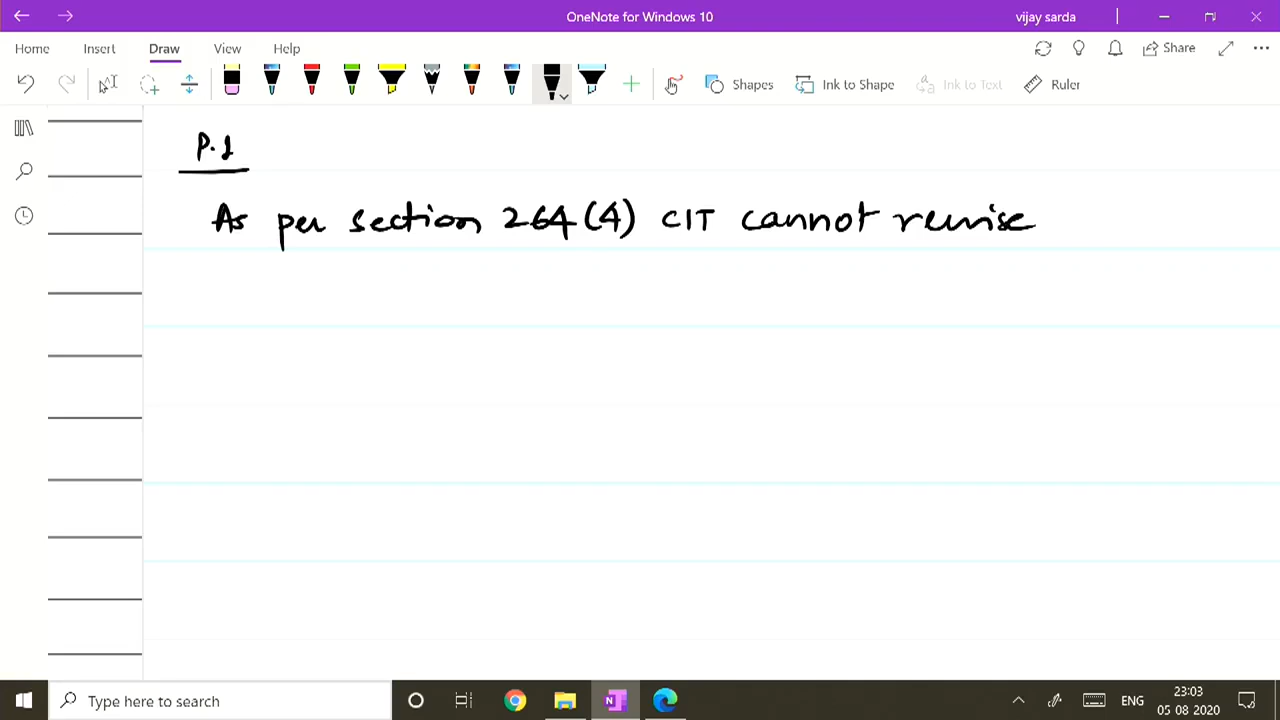 OneNote for Windows 10
vijay sarda
Home Insert Draw View Help
Share
Shapes Ink to Shape Ink to Text Ruler
P.1
As per section 264(4) CIT cannot revise
Type here to search
ENG
23:03
05-08-2020